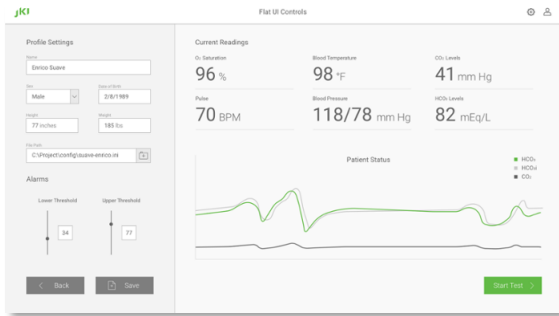 JKI
Flat UI Controls
Profile Settings
Name
Enrico Suave
Sex
Date of Birth
Male
2/8/1989
Height
Weight
77 inches
185 lbs
File Path
C:\Project\config\suave-enrico.ini
Alarms
Lower Threshold
Upper Threshold
34
77
Back
Save
Current Readings
O₂ Saturation
Blood Temperature
CO₂ Levels
96 %
98 °F
41 mm Hg
Pulse
Blood Pressure
HCO₃ Levels
70 BPM
118/78 mm Hg
82 mEq/L
Patient Status
CO₂
Start Test